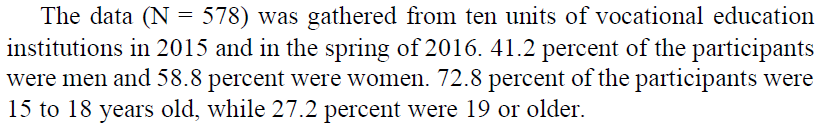 The data (N = 578) was gathered from ten units of vocational education
institutions in 2015 and in the spring of 2016. 41.2 percent of the participants
were men and 58.8 percent were women. 72.8 percent of the participants were
15 to 18 years old, while 27.2 percent were 19 or older.